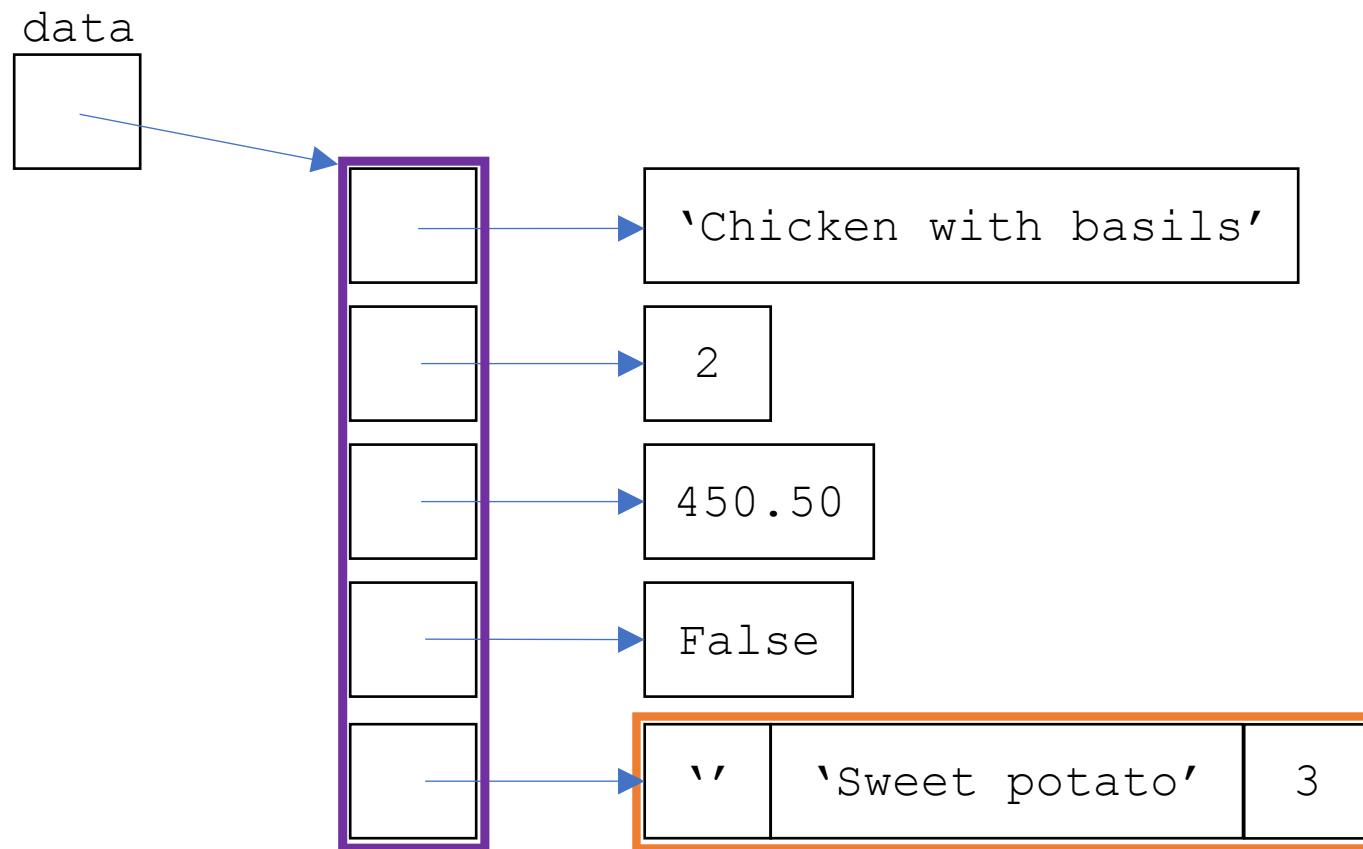 data
‘Chicken with basils’
2
450.50
False
‘’ ‘Sweet potato’ 3